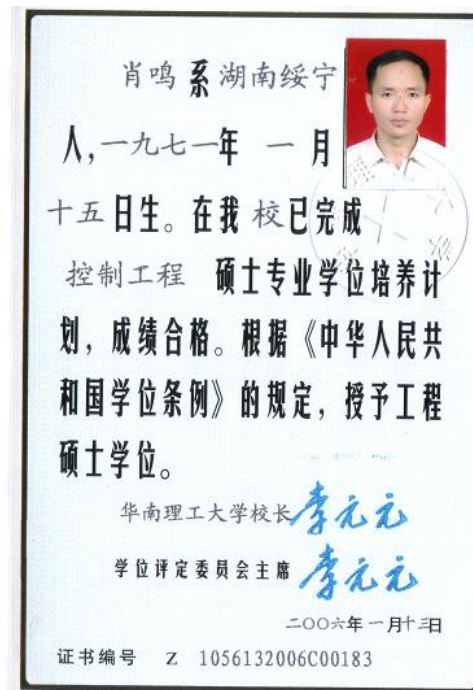 肖鸣系湖南绥宁
人,一九七一年 一 月
十五日生。在我校已完成
控制工程 硕士专业学位培养计
划，成绩合格。根据《中华人民共
和国学位条例》的规定，授予工程
硕士学位。
华南理工大学校长李元元
学位评定委员会主席 李元元
二〇〇六年一月十三日
证书编号 Z 1056132006C00183